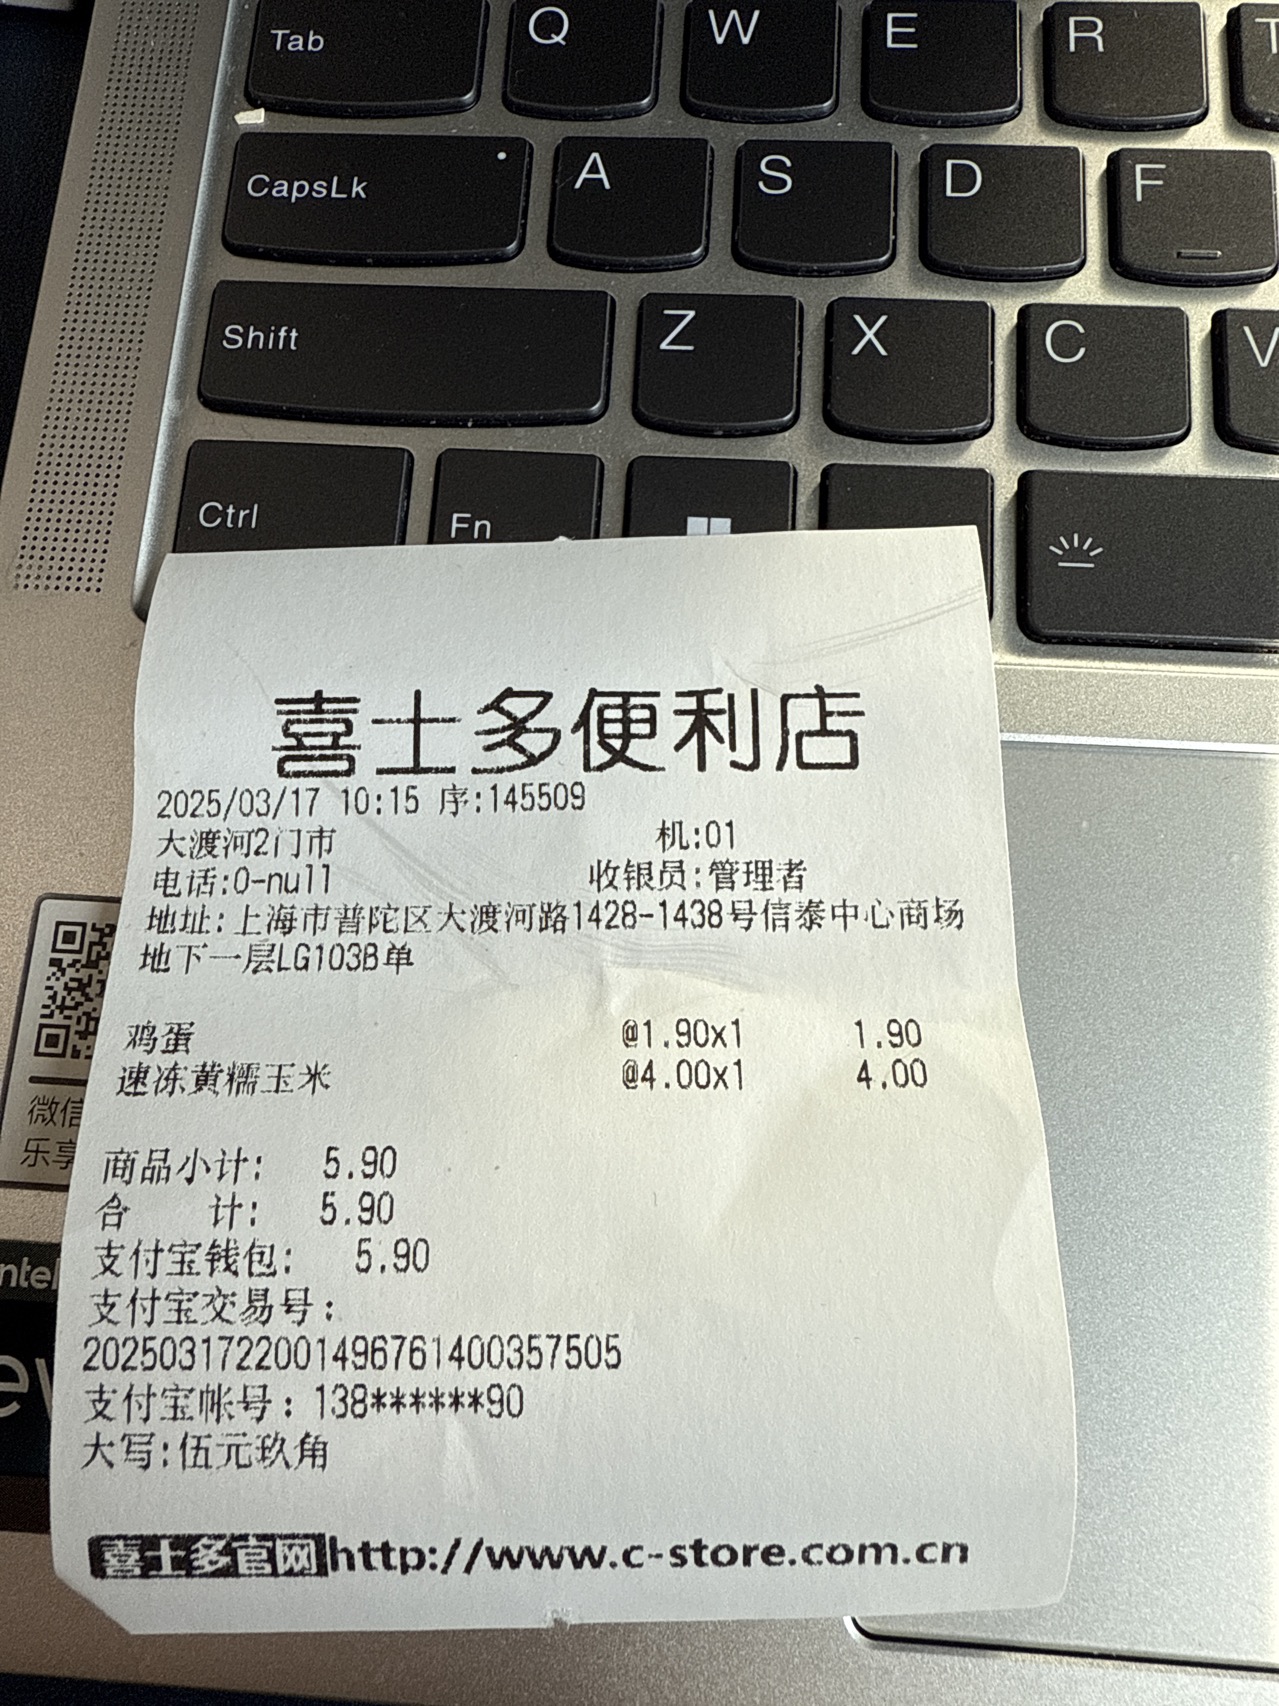 Tab Q W E R T
CapsLk A S D F
Shift Z X C V
Ctrl Fn
喜士多便利店
2025/03/17 10:15 序:145509
大渡河2门市 机:01
电话:0-null 收银员:管理者
地址:上海市普陀区大渡河路1428-1438号信泰中心商场
地下一层LG103B单
鸡蛋 @1.90x1 1.90
速冻黄糯玉米 @4.00x1 4.00
商品小计: 5.90
合 计: 5.90
支付宝钱包: 5.90
支付宝交易号:
2025031722001496761400357505
支付宝帐号:138******90
大写:伍元玖角
喜士多官网http://www.c-store.com.cn
微信
乐享
intel